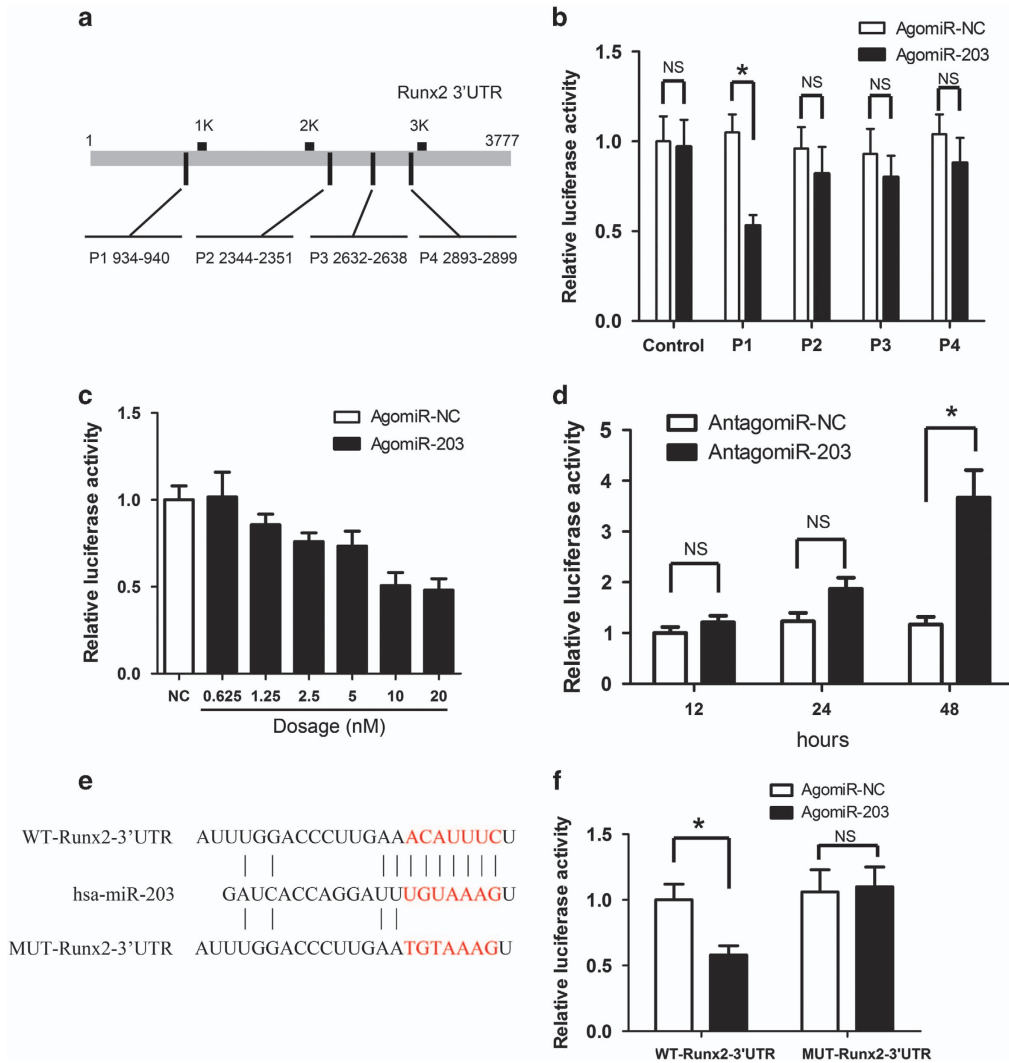 a
Runx2 3'UTR
1
1K
2K
3K
3777
P1 934-940
P2 2344-2351
P3 2632-2638
P4 2893-2899
b
AgomiR-NC
AgomiR-203
Relative luciferase activity
1.5
1.0
0.5
0.0
NS
*
NS
NS
NS
Control
P1
P2
P3
P4
c
AgomiR-NC
AgomiR-203
Relative luciferase activity
1.5
1.0
0.5
0.0
NC
0.625
1.25
2.5
5
10
20
Dosage (nM)
d
AntagomiR-NC
AntagomiR-203
Relative luciferase activity
5
4
3
2
1
0
NS
NS
*
12
24
48
hours
e
WT-Runx2-3'UTR AUUUGGACCCUUGAAACAUUUCU
hsa-miR-203 GAUCACCAGGAUUUGUAAAGU
MUT-Runx2-3'UTR AUUUGGACCCUUGAATGTAAAGU
f
AgomiR-NC
AgomiR-203
Relative luciferase activity
1.5
1.0
0.5
0.0
*
NS
WT-Runx2-3'UTR
MUT-Runx2-3'UTR